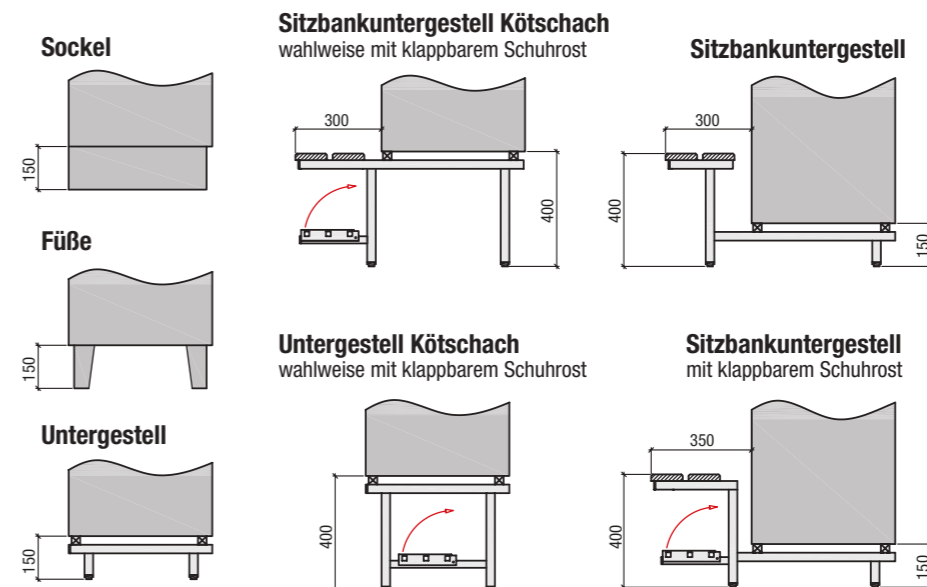 Sockel
150
Füße
150
Untergestell
150
Sitzbankuntergestell Kötschach
wahlweise mit klappbarem Schuhrost
300
400
Untergestell Kötschach
wahlweise mit klappbarem Schuhrost
400
Sitzbankuntergestell
300
400
150
Sitzbankuntergestell
mit klappbarem Schuhrost
350
400
150